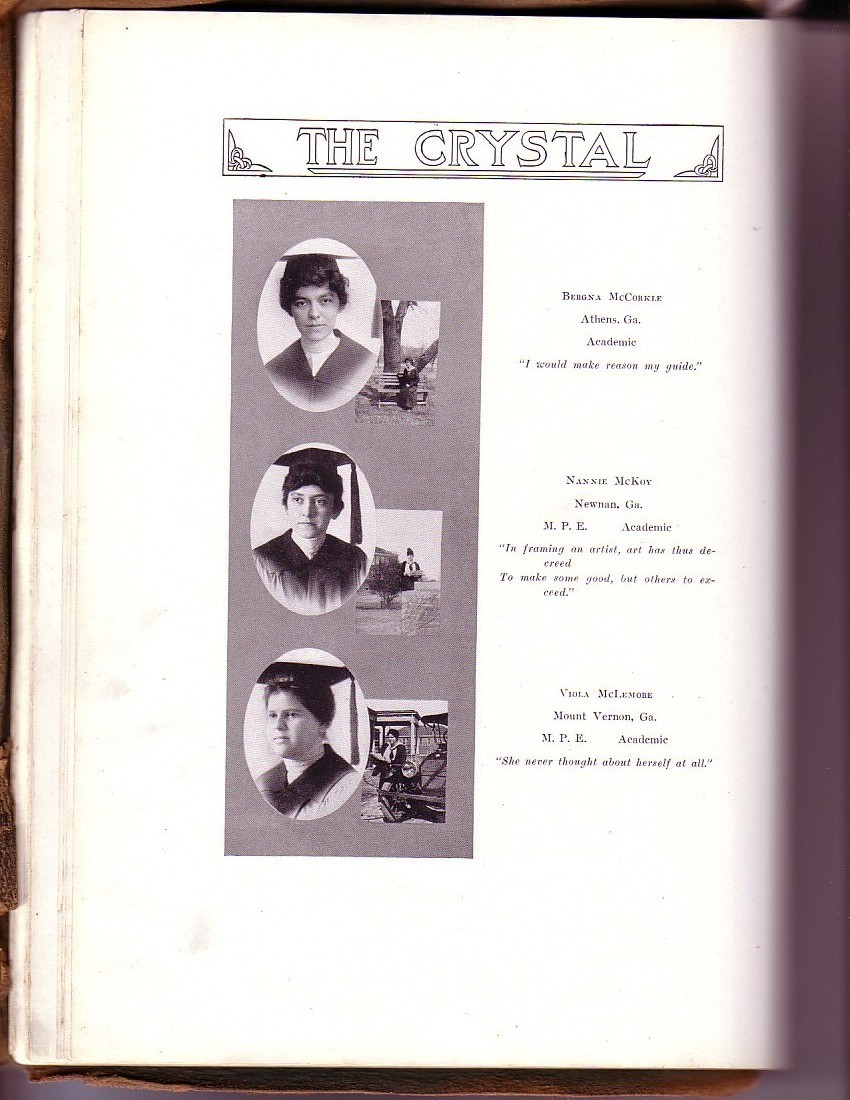 THE CRYSTAL
Bergna McCorkle
Athens, Ga.
Academic
"I would make reason my guide."
Nannie McKoy
Newnan, Ga.
M. P. E. Academic
"In framing an artist, art has thus de-
creed
To make some good, but others to ex-
ceed."
Viola McLemore
Mount Vernon, Ga.
M. P. E. Academic
"She never thought about herself at all."